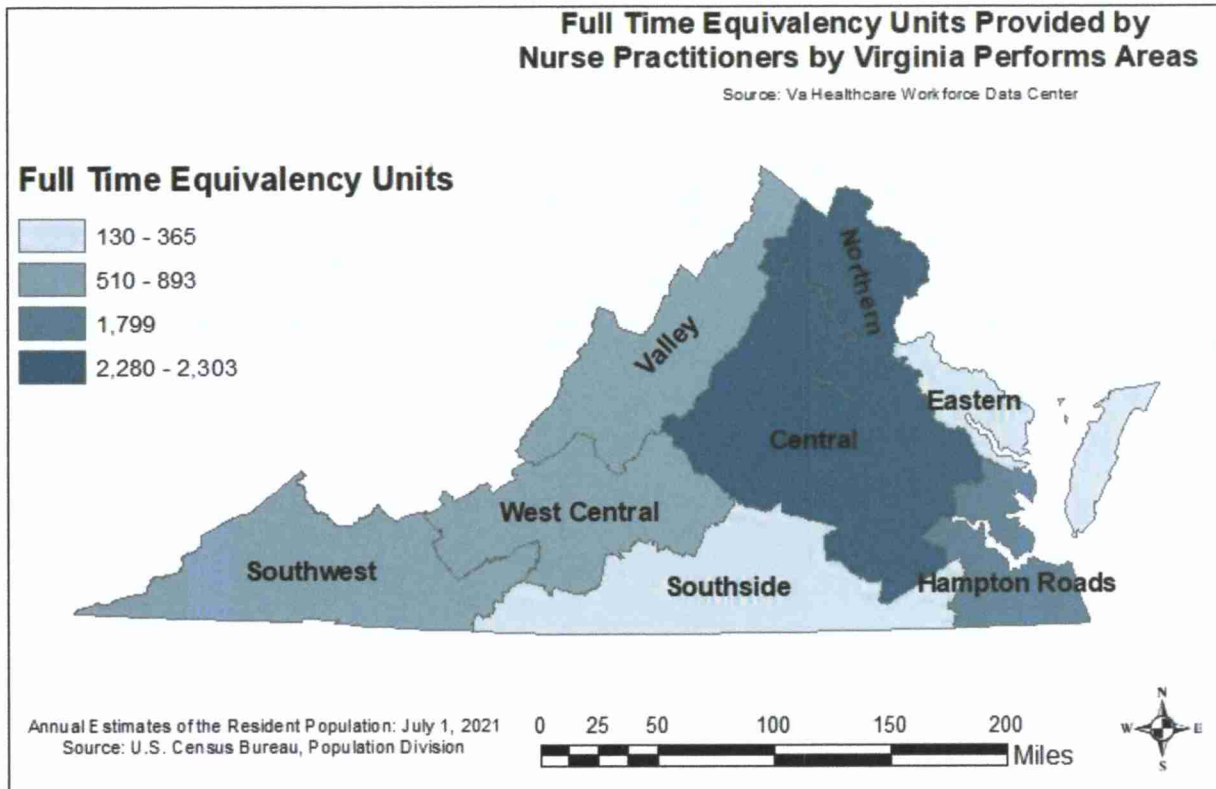 Full Time Equivalency Units Provided by
Nurse Practitioners by Virginia Performs Areas
Source: Va Healthcare Workforce Data Center
Full Time Equivalency Units
130 - 365
510 - 893
1,799
2,280 - 2,303
Northern
Valley
Eastern
Central
West Central
Southwest
Southside
Hampton Roads
Annual Estimates of the Resident Population: July 1, 2021
Source: U.S. Census Bureau, Population Division
0 25 50 100 150 200
Miles
N
W E
S